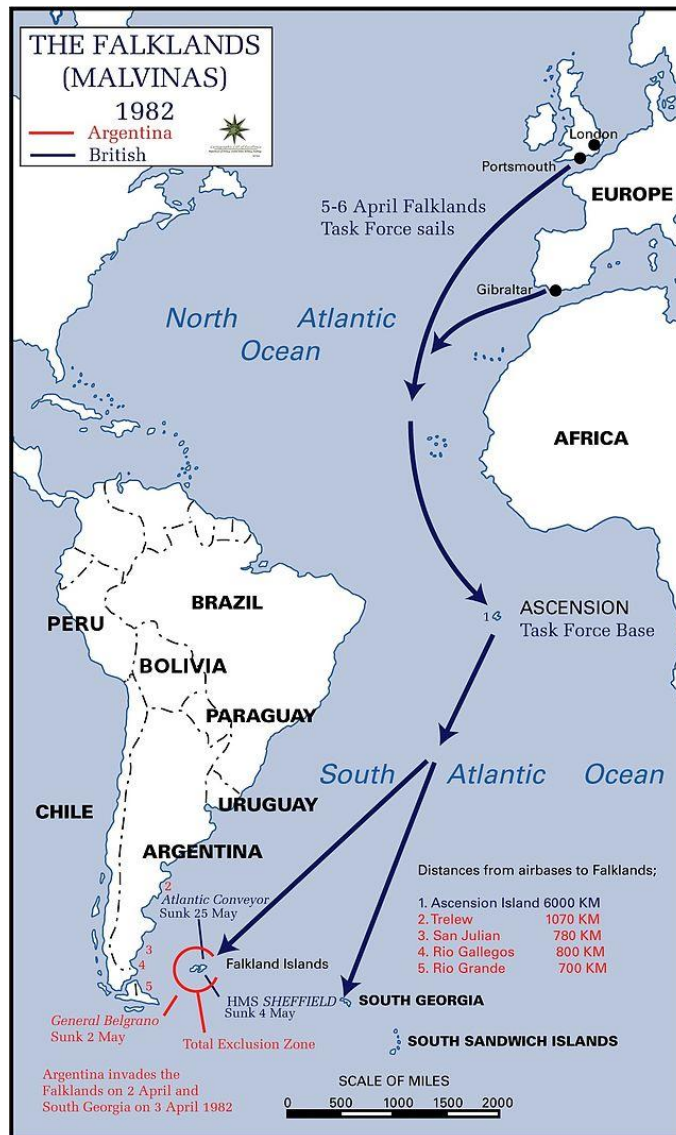 THE FALKLANDS
(MALVINAS)
1982
Argentina
British
London
Portsmouth
EUROPE
5-6 April Falklands
Task Force sails
Gibraltar
North Atlantic
Ocean
AFRICA
BRAZIL
PERU
1
ASCENSION
Task Force Base
BOLIVIA
PARAGUAY
South Atlantic Ocean
CHILE
URUGUAY
ARGENTINA
Distances from airbases to Falklands;
1. Ascension Island 6000 KM
2. Trelew 1070 KM
3. San Julian 780 KM
4. Rio Gallegos 800 KM
5. Rio Grande 700 KM
2
Atlantic Conveyor
Sunk 25 May
3
4
5
Falkland Islands
HMS SHEFFIELD
Sunk 4 May
SOUTH GEORGIA
General Belgrano
Sunk 2 May
Total Exclusion Zone
SOUTH SANDWICH ISLANDS
Argentina invades the
Falklands on 2 April and
South Georgia on 3 April 1982
SCALE OF MILES
0 500 1000 1500 2000